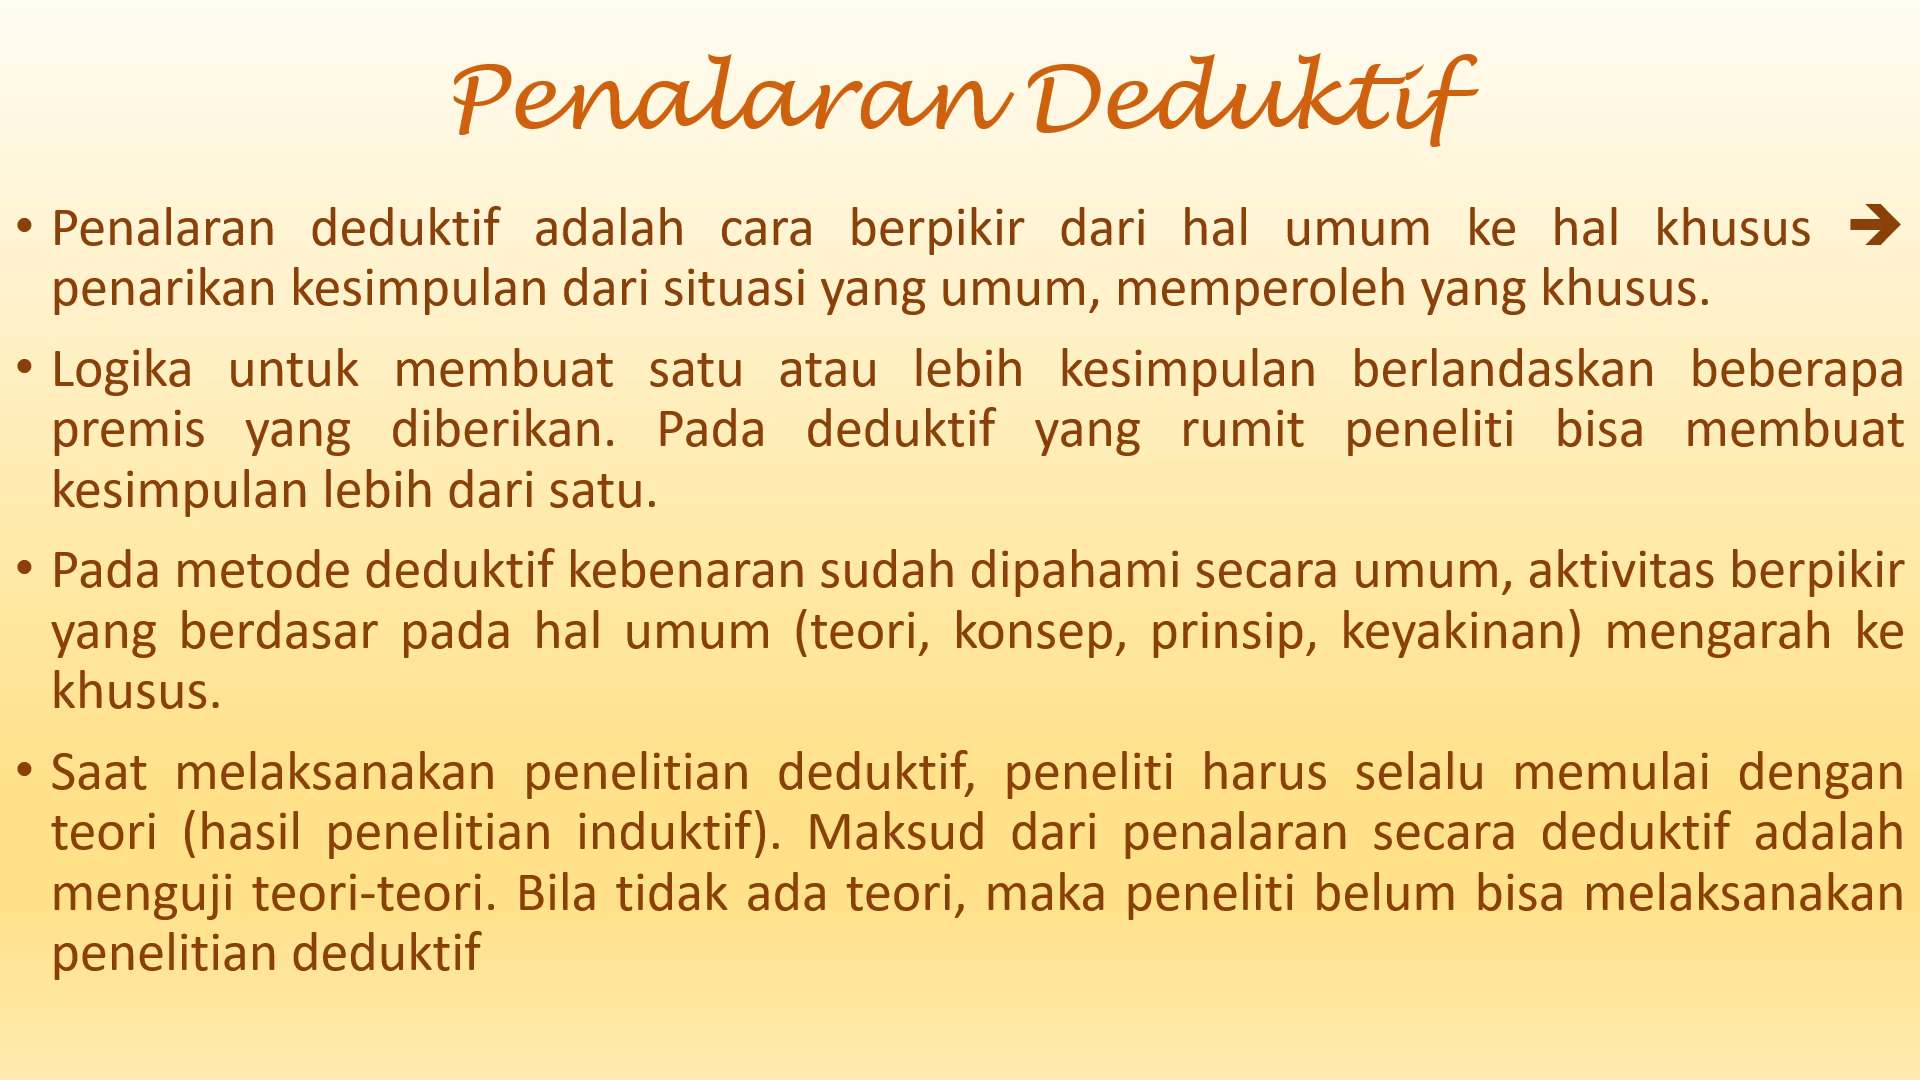 Penalaran Deduktif
• Penalaran deduktif adalah cara berpikir dari hal umum ke hal khusus ➔
penarikan kesimpulan dari situasi yang umum, memperoleh yang khusus.
• Logika untuk membuat satu atau lebih kesimpulan berlandaskan beberapa
premis yang diberikan. Pada deduktif yang rumit peneliti bisa membuat
kesimpulan lebih dari satu.
• Pada metode deduktif kebenaran sudah dipahami secara umum, aktivitas berpikir
yang berdasar pada hal umum (teori, konsep, prinsip, keyakinan) mengarah ke
khusus.
• Saat melaksanakan penelitian deduktif, peneliti harus selalu memulai dengan
teori (hasil penelitian induktif). Maksud dari penalaran secara deduktif adalah
menguji teori-teori. Bila tidak ada teori, maka peneliti belum bisa melaksanakan
penelitian deduktif